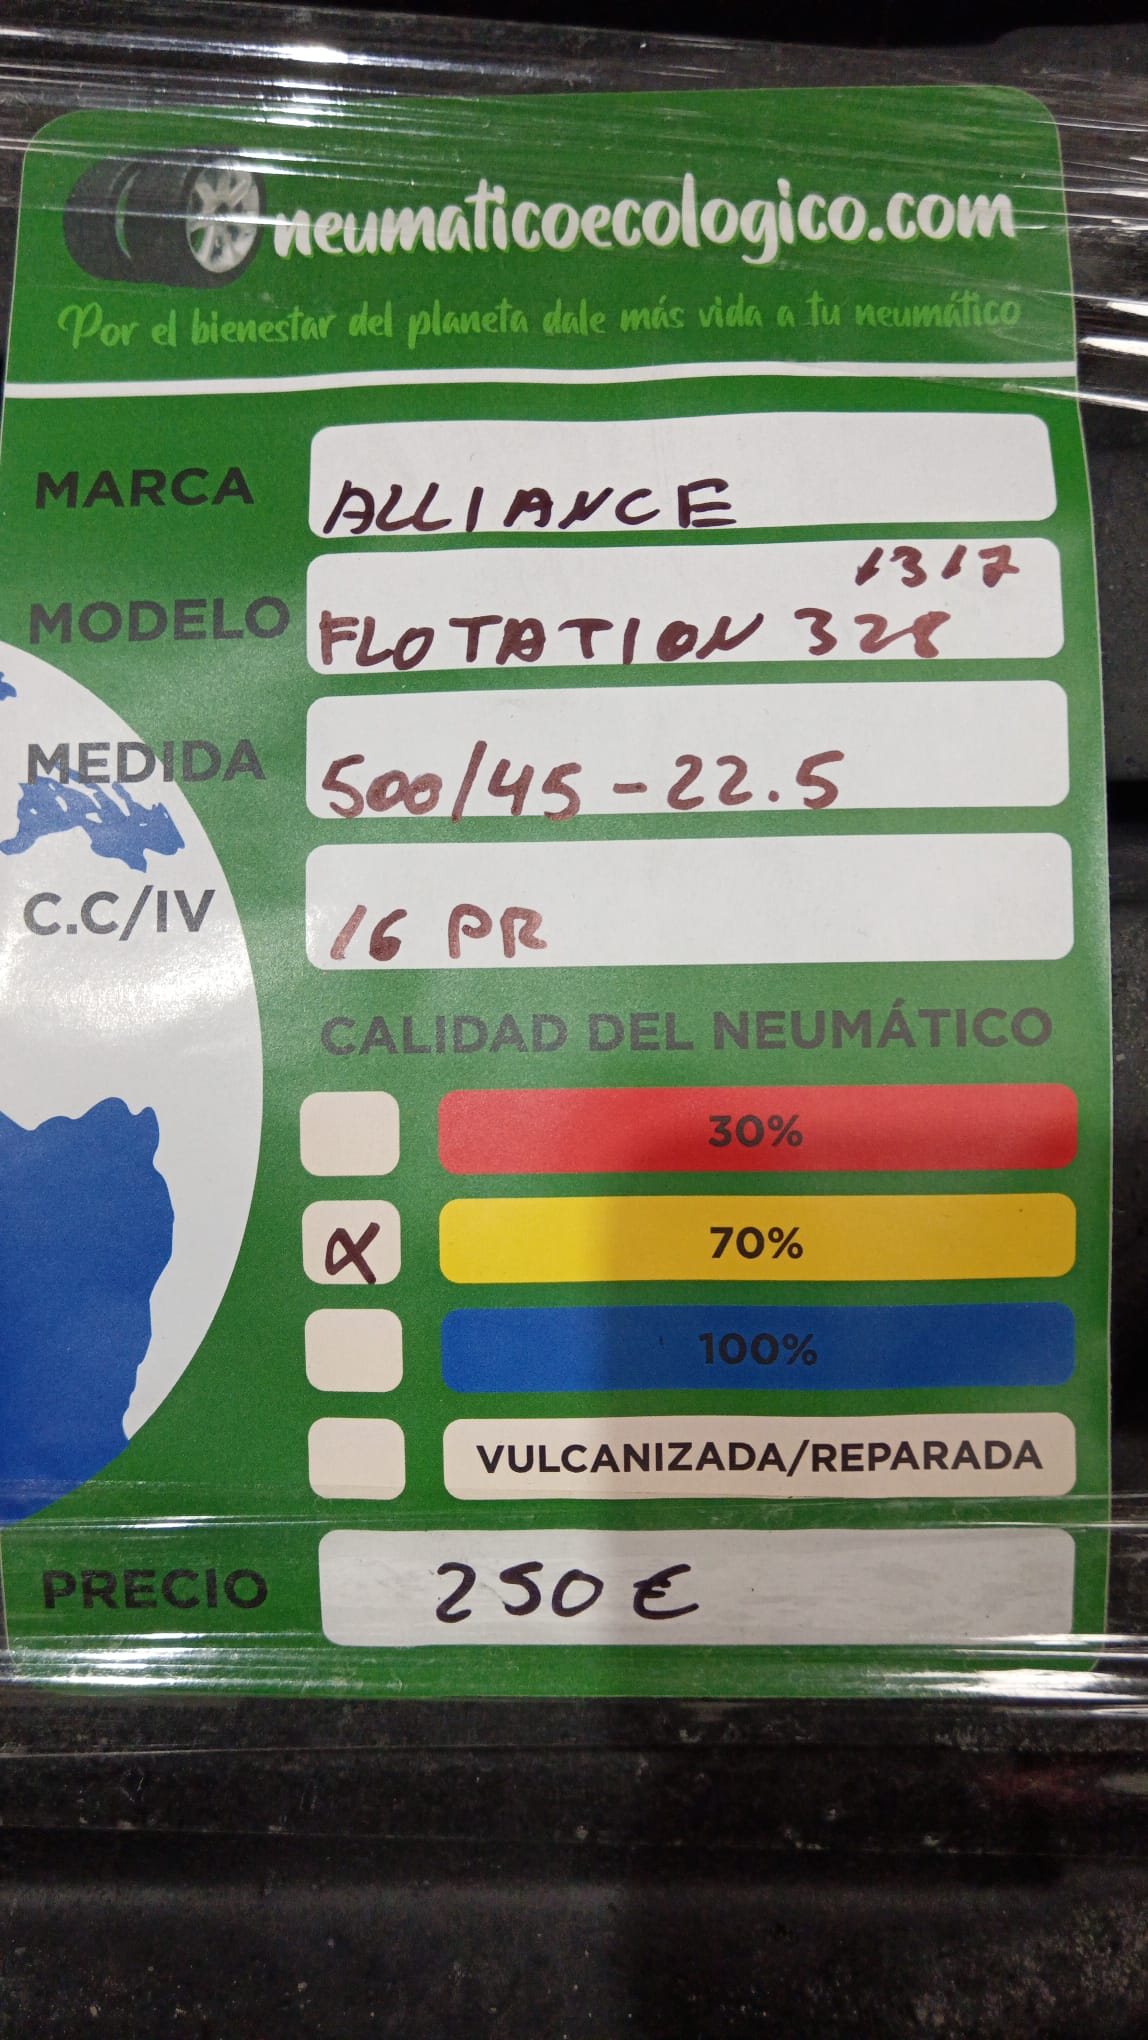 neumaticoecologico.com
Por el bienestar del planeta dale más vida a tu neumático
MARCA ALLIANCE
1317
MODELO FLOTATION 328
MEDIDA 500/45-22.5
C.C/IV 16 PR
CALIDAD DEL NEUMÁTICO
30%
X 70%
100%
VULCANIZADA/REPARADA
PRECIO 250€